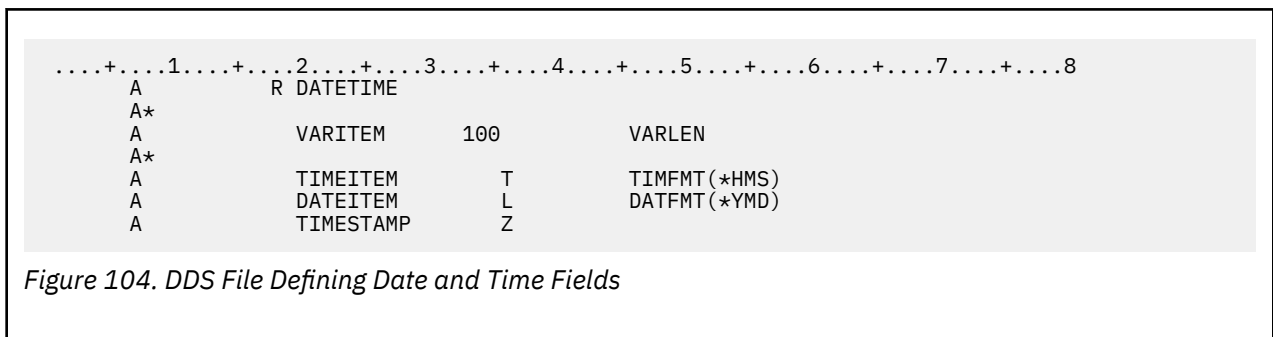 ....+....1....+....2....+....3....+....4....+....5....+....6....+....7....+....8
A R DATETIME
A*
A VARITEM 100 VARLEN
A*
A TIMEITEM T TIMFMT(*HMS)
A DATEITEM L DATFMT(*YMD)
A TIMESTAMP Z
Figure 104. DDS File Defining Date and Time Fields